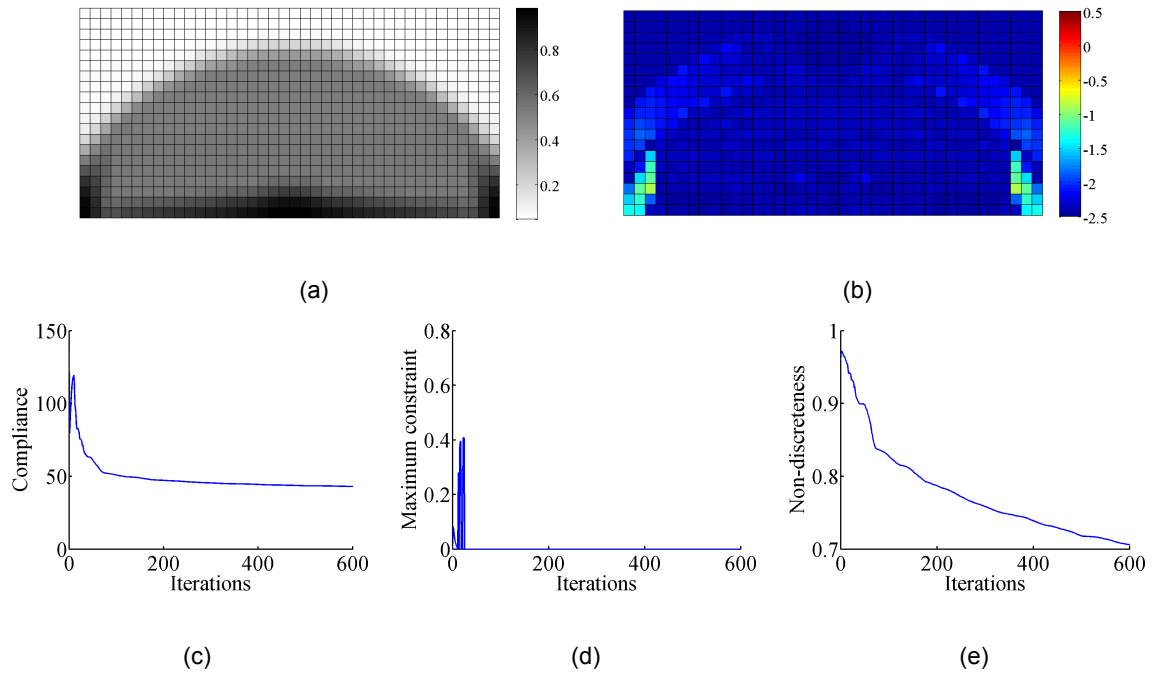 0.8
0.6
0.4
0.2
0.5
0
-0.5
-1
-1.5
-2
-2.5
(a)
(b)
150
100
50
0
Compliance
0 200 400 600
Iterations
0.8
0.6
0.4
0.2
0
Maximum constraint
0 200 400 600
Iterations
1
0.9
0.8
0.7
Non-discreteness
0 200 400 600
Iterations
(c)
(d)
(e)